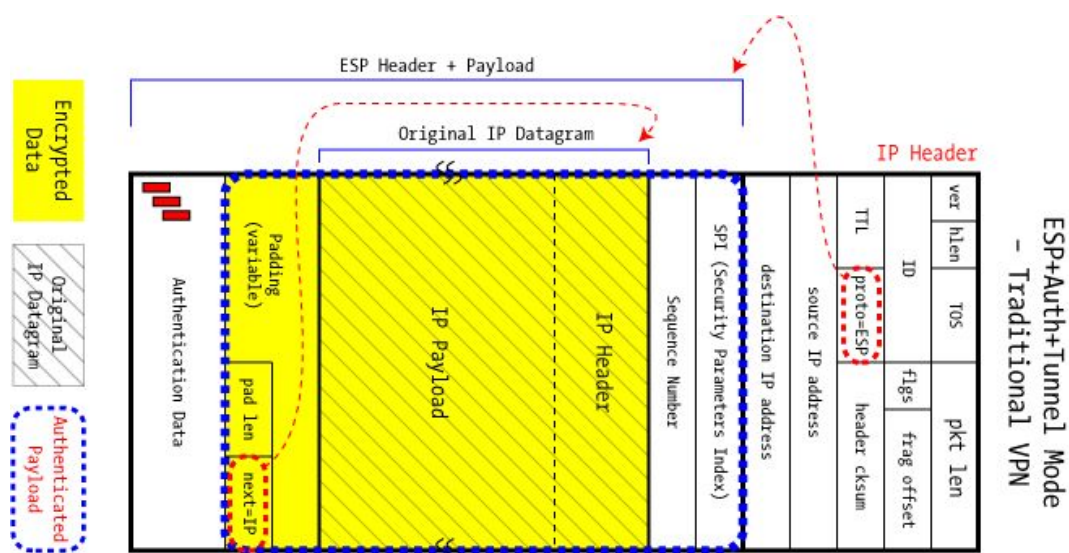 ESP+Auth+Tunnel Mode
– Traditional VPN
IP Header
ver
hlen
TOS
pkt len
ID
flgs
frag offset
TTL
proto=ESP
header cksum
source IP address
destination IP address
ESP Header + Payload
SPI (Security Parameters Index)
Sequence Number
Original IP Datagram
IP Header
IP Payload
Padding
(variable)
pad len
next=IP
Authentication Data
Encrypted
Data
Original
IP Datagram
Authenticated
Payload